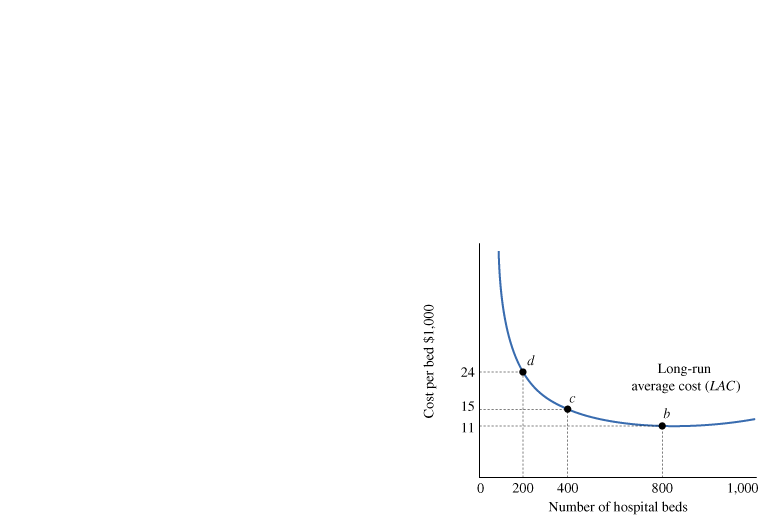 Cost per bed $1,000
d
24
Long-run
average cost (LAC)
c
15
b
11
0 200 400 800 1,000
Number of hospital beds